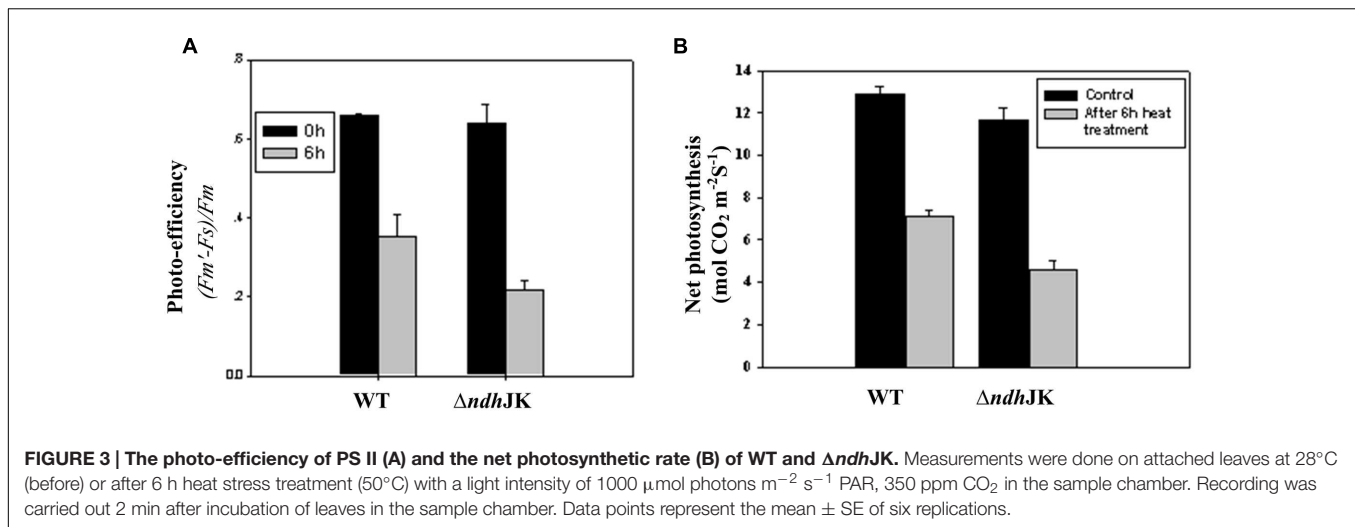 A
.8
.6
.4
.2
0.0
0h
6h
Photo-efficiency
(Fm'-Fs)/Fm
WT
ΔndhJK
B
14
12
10
8
6
4
2
0
Control
After 6h heat
treatment
Net photosynthesis
(mol CO₂ m⁻²S⁻¹)
WT
ΔndhJK
FIGURE 3 | The photo-efficiency of PS II (A) and the net photosynthetic rate (B) of WT and ΔndhJK. Measurements were done on attached leaves at 28°C
(before) or after 6 h heat stress treatment (50°C) with a light intensity of 1000 μmol photons m⁻² s⁻¹ PAR, 350 ppm CO₂ in the sample chamber. Recording was
carried out 2 min after incubation of leaves in the sample chamber. Data points represent the mean ± SE of six replications.